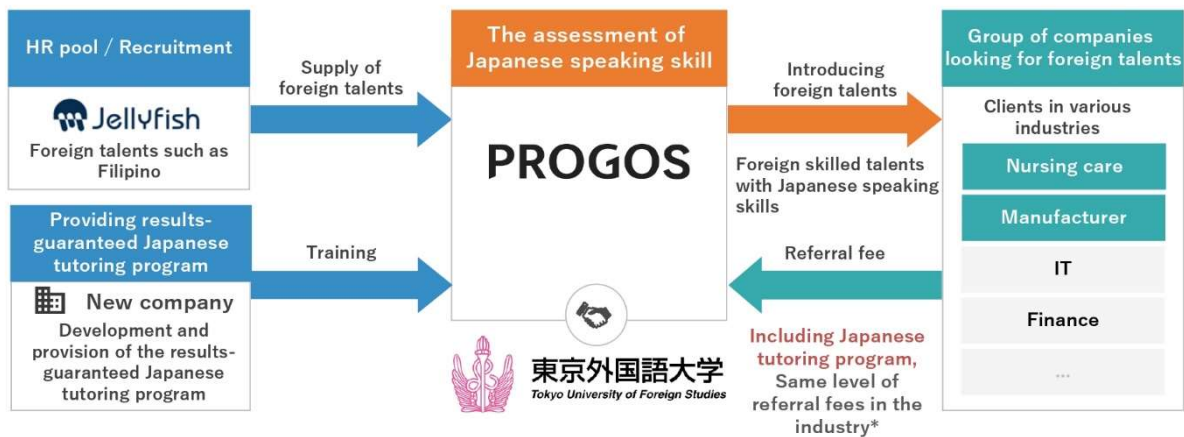 HR pool / Recruitment
Jellyfish
Foreign talents such as
Filipino
Supply of
foreign talents
Providing results-
guaranteed Japanese
tutoring program
New company
Development and
provision of the results-
guaranteed Japanese
tutoring program
Training
The assessment of
Japanese speaking skill
PROGOS
東京外国語大学
Tokyo University of Foreign Studies
Introducing
foreign talents
Foreign skilled talents
with Japanese speaking
skills
Referral fee
Including Japanese
tutoring program,
Same level of
referral fees in the
industry*
Group of companies
looking for foreign talents
Clients in various
industries
Nursing care
Manufacturer
IT
Finance
...